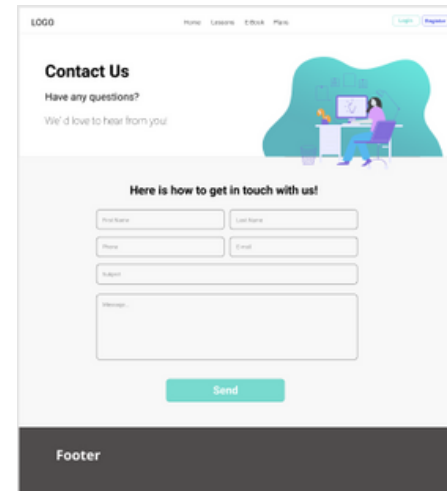 LOGO Home Lessons E-Book Plans Login Register
Contact Us
Have any questions?
We'd love to hear from you!
Here is how to get in touch with us!
First Name Last Name
Phone E-mail
Subject
Message...
Send
Footer